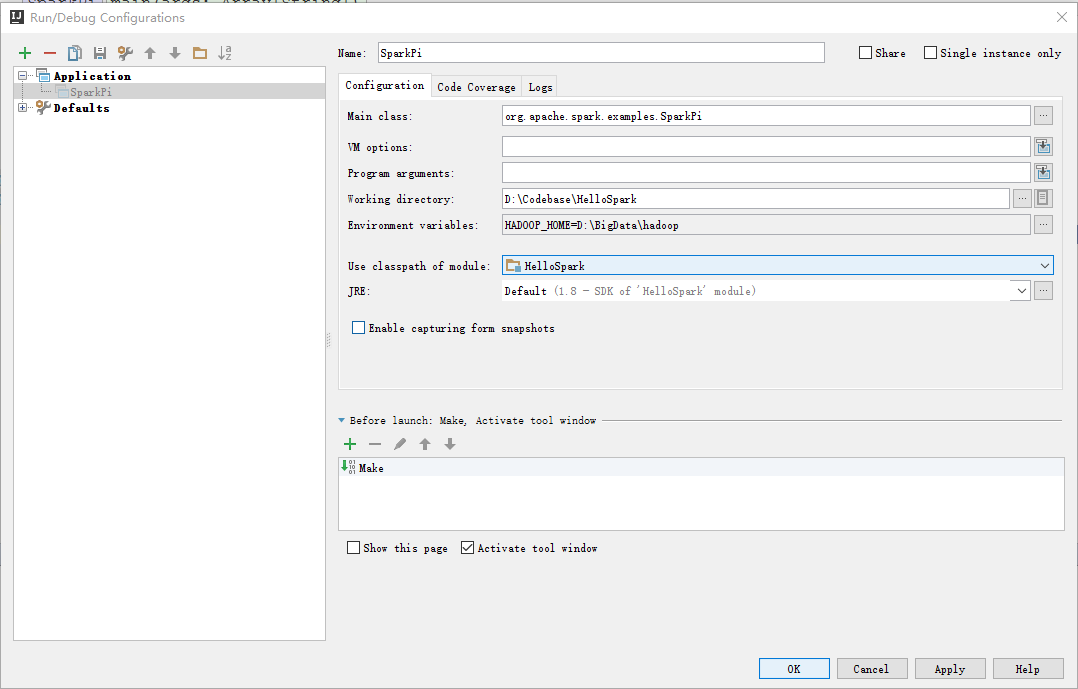 Run/Debug Configurations
Name: SparkPi Share Single instance only
Application
SparkPi
Defaults
Configuration Code Coverage Logs
Main class: org.apache.spark.examples.SparkPi ...
VM options:
Program arguments:
Working directory: D:\Codebase\HelloSpark ...
Environment variables: HADOOP_HOME=D:\BigData\hadoop ...
Use classpath of module: HelloSpark
JRE: Default (1.8 - SDK of 'HelloSpark' module) ...
Enable capturing form snapshots
Before launch: Make, Activate tool window
Make
Show this page Activate tool window
OK Cancel Apply Help